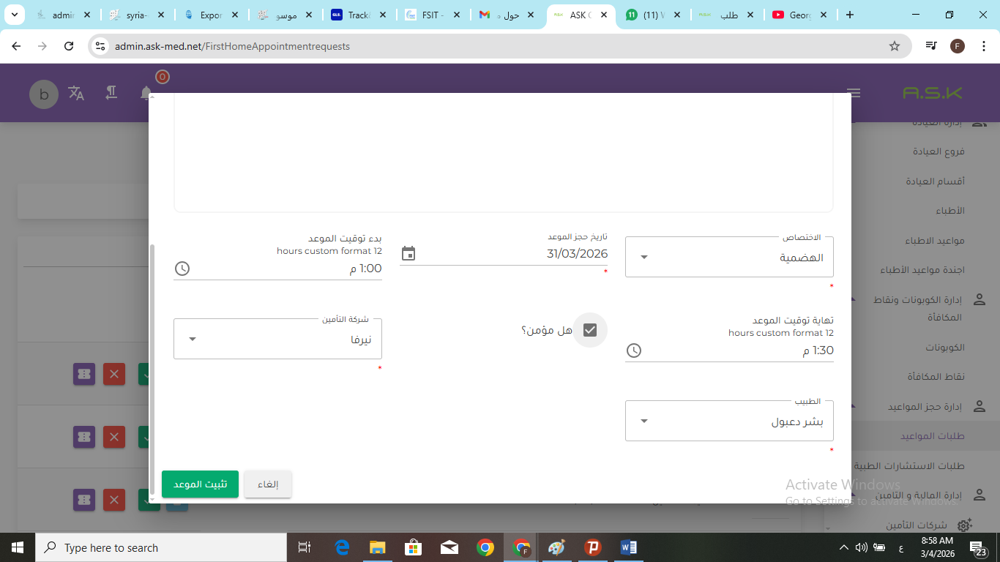 admin
syria-
Expor
موسو
GLS.
Track&
FSIT -
حول
ASK
(11)
طلب
Georg
admin.ask-med.net/FirstHomeAppointmentrequests
F
b
0
A.S.K
إدارة العيادة
فروع العيادة
أقسام العيادة
الأطباء
مواعيد الاطباء
اجندة مواعيد الأطباء
إدارة الكوبونات ونقاط
المكافأة
الكوبونات
نقاط المكافأة
إدارة حجز المواعيد
طلبات المواعيد
طلبات الاستشارات الطبية
إدارة المالية و التامين
شركات التأمين
الاختصاص
الهضمية
*
تاريخ حجز الموعد
31/03/2026
*
بدء توقيت الموعد
hours custom format 12
1:00 م
تهاية توقيت الموعد
hours custom format 12
1:30 م
هل مؤمن؟
شركة التأمين
نيرفا
*
الطبيب
بشر دعبول
*
إلغاء
تثبيت الموعد
Activate Windows
Go to Settings to activate Windows.
Type here to search
ع
8:58 AM
3/4/2026
23